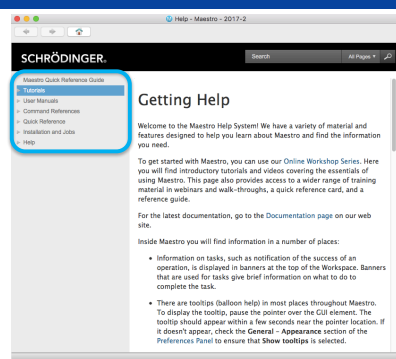 Help - Maestro - 2017-2
SCHRÖDINGER®
Search
All Pages
Maestro Quick Reference Guide
Tutorials
User Manuals
Command References
Quick Reference
Installation and Jobs
Help
Getting Help
Welcome to the Maestro Help System! We have a variety of material and
features designed to help you learn about Maestro and find the information
you need.
To get started with Maestro, you can use our Online Workshop Series. Here
you will find introductory tutorials and videos covering the essentials of
using Maestro. This page also provides access to a wider range of training
material in webinars and walk-throughs, a quick reference card, and a
reference guide.
For the latest documentation, go to the Documentation page on our web
site.
Inside Maestro you will find information in a number of places:
• Information on tasks, such as notification of the success of an
operation, is displayed in banners at the top of the Workspace. Banners
that are used for tasks give brief information on what to do to
complete the task.
• There are tooltips (balloon help) in most places throughout Maestro.
To display the tooltip, pause the pointer over the GUI element. The
tooltip should appear within a few seconds near the pointer location. If
it doesn't appear, check the General – Appearance section of the
Preferences Panel to ensure that Show tooltips is selected.